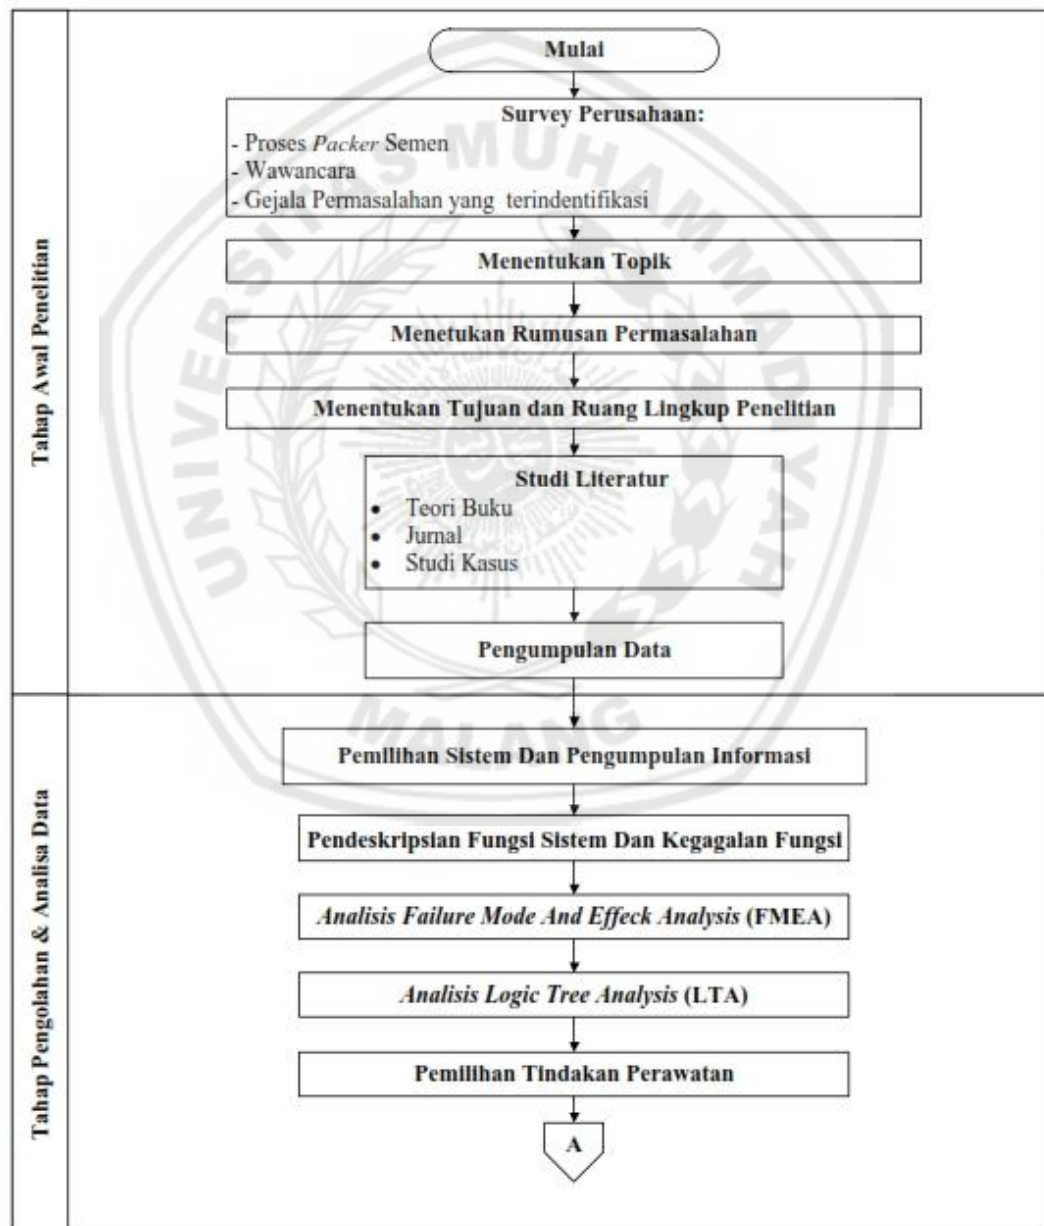 Tahap Awal Penelitian
Mulai
Survey Perusahaan:
- Proses Packer Semen
- Wawancara
- Gejala Permasalahan yang terindentifikasi
Menentukan Topik
Menetukan Rumusan Permasalahan
Menentukan Tujuan dan Ruang Lingkup Penelitian
Studi Literatur
• Teori Buku
• Jurnal
• Studi Kasus
Pengumpulan Data
Tahap Pengolahan & Analisa Data
Pemilihan Sistem Dan Pengumpulan Informasi
Pendeskripsian Fungsi Sistem Dan Kegagalan Fungsi
Analisis Failure Mode And Effeck Analysis (FMEA)
Analisis Logic Tree Analysis (LTA)
Pemilihan Tindakan Perawatan
A
UNIVERSITAS MUHAMMADIYAH
MALANG